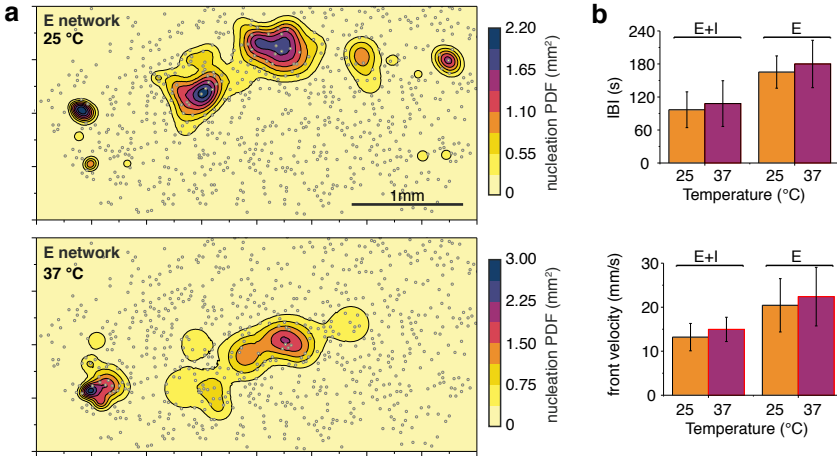 a
E network
25 °C
1mm
2.20
1.65
1.10
0.55
0
nucleation PDF (mm²)
E network
37 °C
3.00
2.25
1.50
0.75
0
nucleation PDF (mm²)
b
E+I E
240
180
120
60
0
IBI (s)
25 37 25 37
Temperature (°C)
E+I E
30
20
10
0
front velocity (mm/s)
25 37 25 37
Temperature (°C)